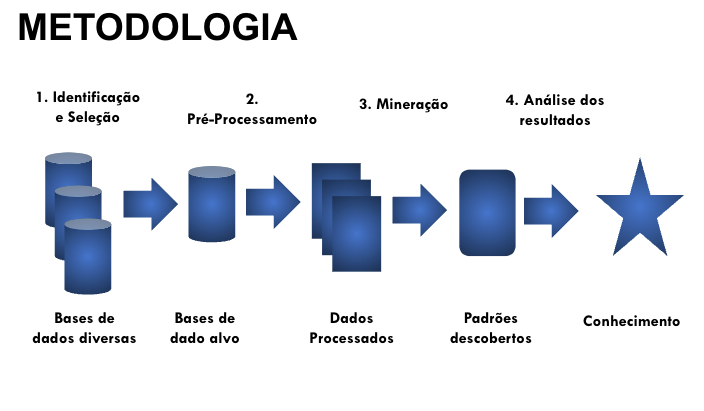 METODOLOGIA
1. Identificação
e Seleção
2.
Pré-Processamento
3. Mineração
4. Análise dos
resultados
Bases de
dados diversas
Bases de
dado alvo
Dados
Processados
Padrões
descobertos
Conhecimento